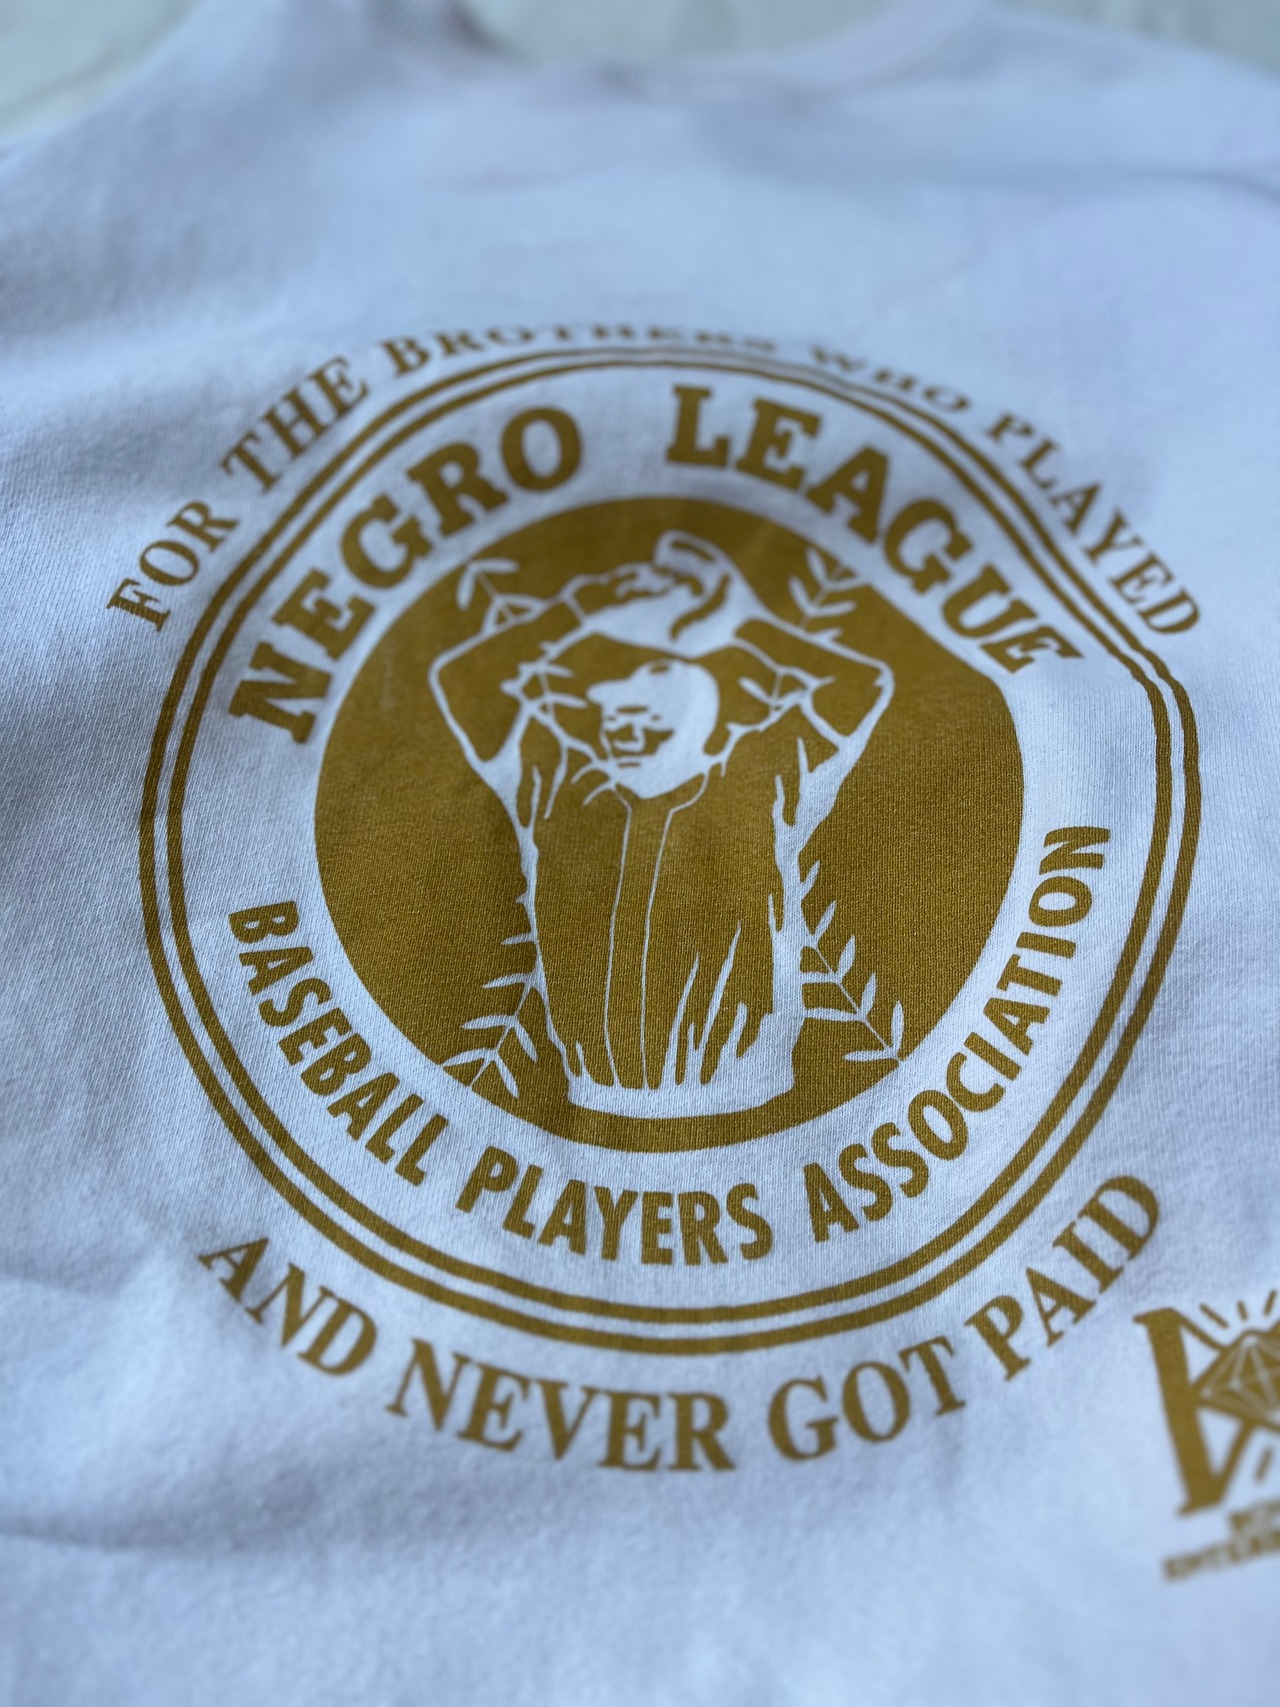 FOR THE BROTHERS WHO PLAYED
NEGRO LEAGUE
BASEBALL PLAYERS ASSOCIATION
AND NEVER GOT PAID